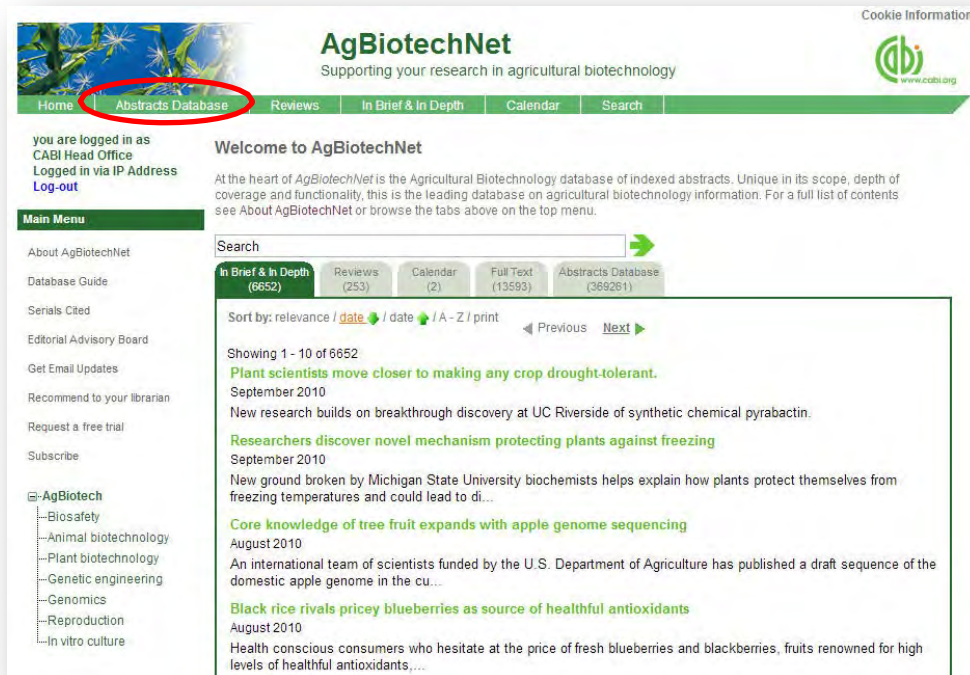 Cookie Information
AgBiotechNet
Supporting your research in agricultural biotechnology
cabi
www.cabi.org
Home Abstracts Database Reviews In Brief & In Depth Calendar Search
you are logged in as
CABI Head Office
Logged in via IP Address
Log-out
Main Menu
About AgBiotechNet
Database Guide
Serials Cited
Editorial Advisory Board
Get Email Updates
Recommend to your librarian
Request a free trial
Subscribe
AgBiotech
Biosafety
Animal biotechnology
Plant biotechnology
Genetic engineering
Genomics
Reproduction
In vitro culture
Welcome to AgBiotechNet
At the heart of AgBiotechNet is the Agricultural Biotechnology database of indexed abstracts. Unique in its scope, depth of
coverage and functionality, this is the leading database on agricultural biotechnology information. For a full list of contents
see About AgBiotechNet or browse the tabs above on the top menu.
Search
In Brief & In Depth Reviews Calendar Full Text Abstracts Database
(6652) (253) (2) (13593) (369261)
Sort by: relevance / date / date / A - Z / print Previous Next
Showing 1 - 10 of 6652
Plant scientists move closer to making any crop drought-tolerant.
September 2010
New research builds on breakthrough discovery at UC Riverside of synthetic chemical pyrabactin.
Researchers discover novel mechanism protecting plants against freezing
September 2010
New ground broken by Michigan State University biochemists helps explain how plants protect themselves from
freezing temperatures and could lead to di...
Core knowledge of tree fruit expands with apple genome sequencing
August 2010
An international team of scientists funded by the U.S. Department of Agriculture has published a draft sequence of the
domestic apple genome in the cu...
Black rice rivals pricey blueberries as source of healthful antioxidants
August 2010
Health conscious consumers who hesitate at the price of fresh blueberries and blackberries, fruits renowned for high
levels of healthful antioxidants,...